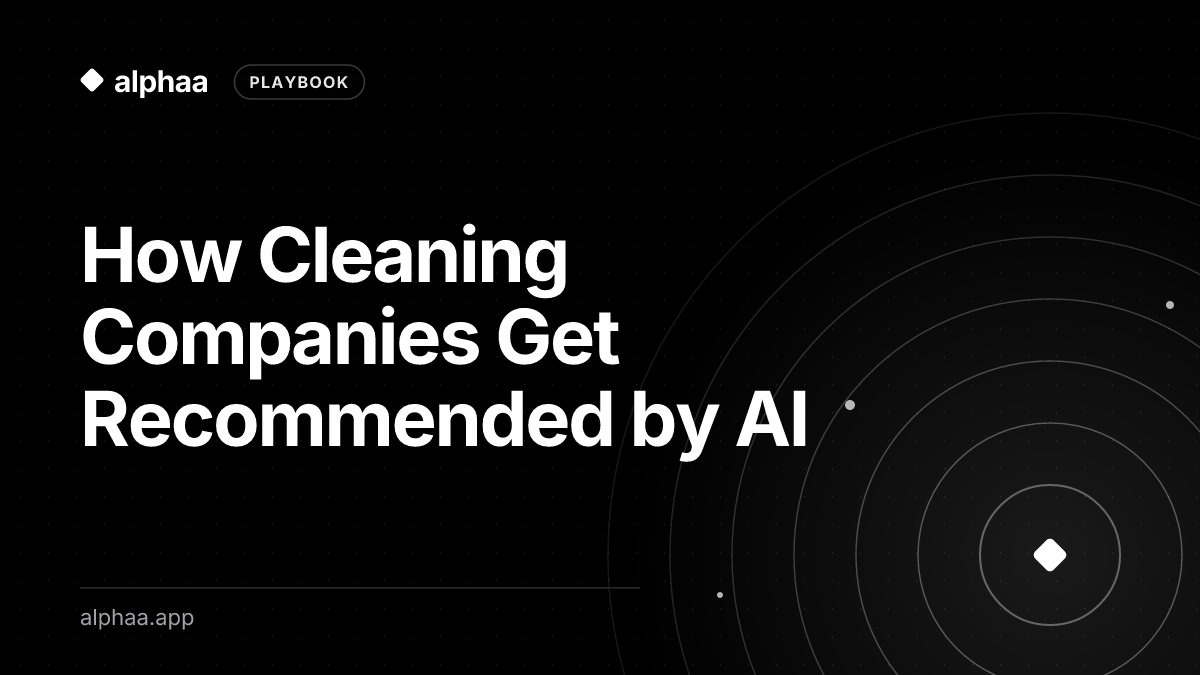 alphaa PLAYBOOK
How Cleaning
Companies Get
Recommended by AI
alphaa.app